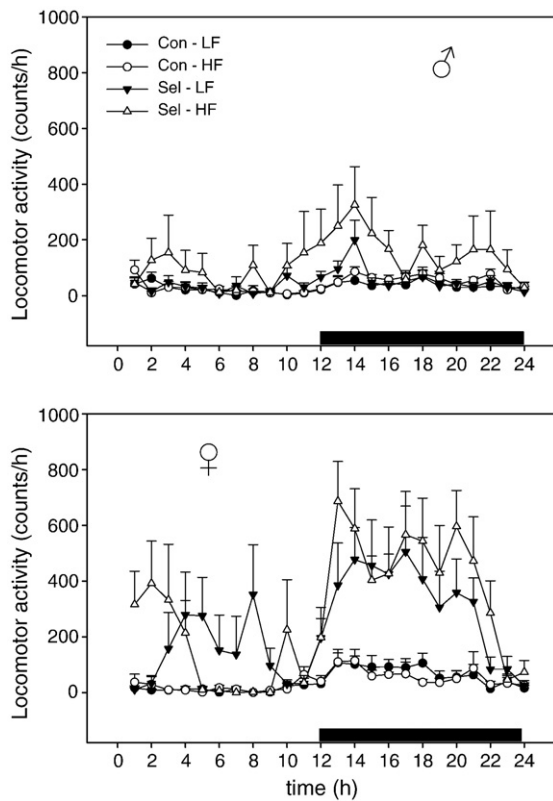 Con - LF
Con - HF
Sel - LF
Sel - HF
♂
Locomotor activity (counts/h)
1000
800
600
400
200
0
0 2 4 6 8 10 12 14 16 18 20 22 24
♀
Locomotor activity (counts/h)
1000
800
600
400
200
0
0 2 4 6 8 10 12 14 16 18 20 22 24
time (h)